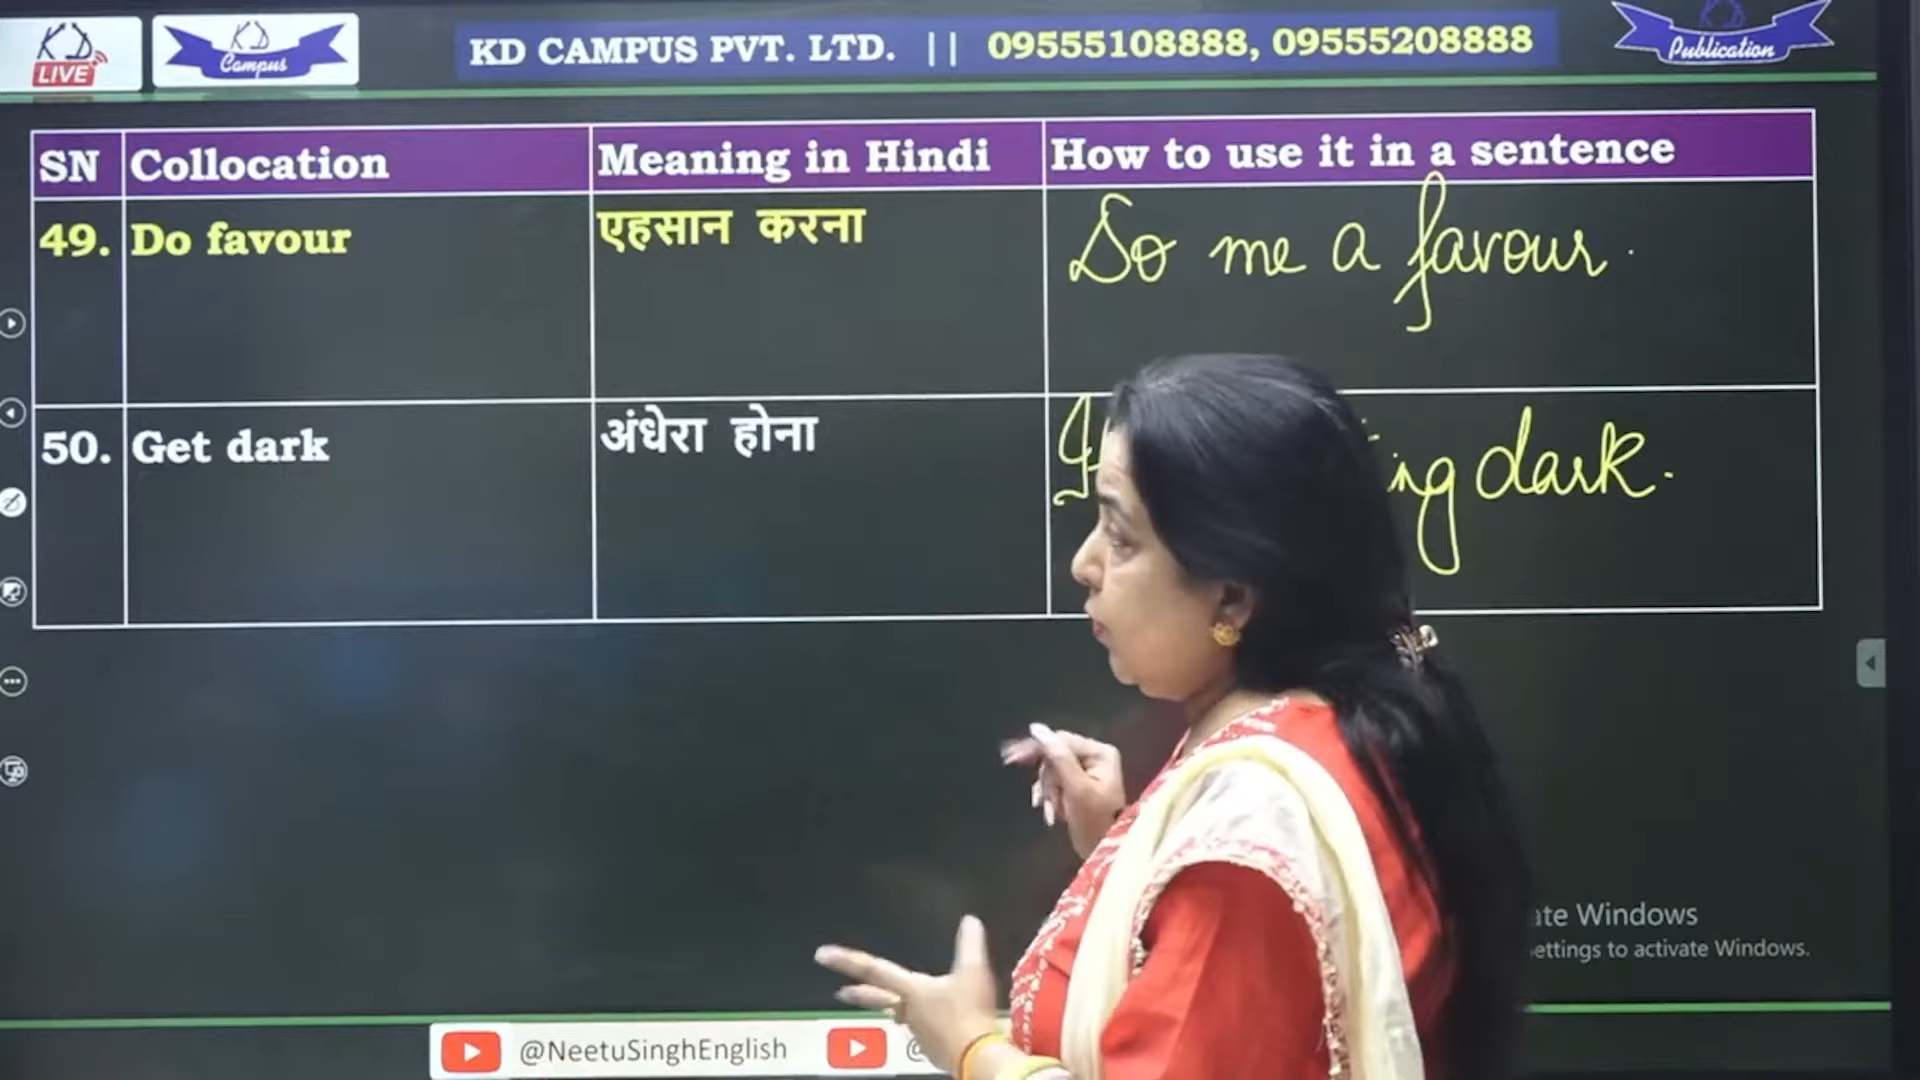 KD
LIVE
KD
Campus
KD CAMPUS PVT. LTD. || 09555108888, 09555208888
KD
Publication
SN Collocation Meaning in Hindi How to use it in a sentence
49. Do favour एहसान करना Do me a favour.
50. Get dark अंधेरा होना dark.
Windows
to activate Windows.
@NeetuSinghEnglish